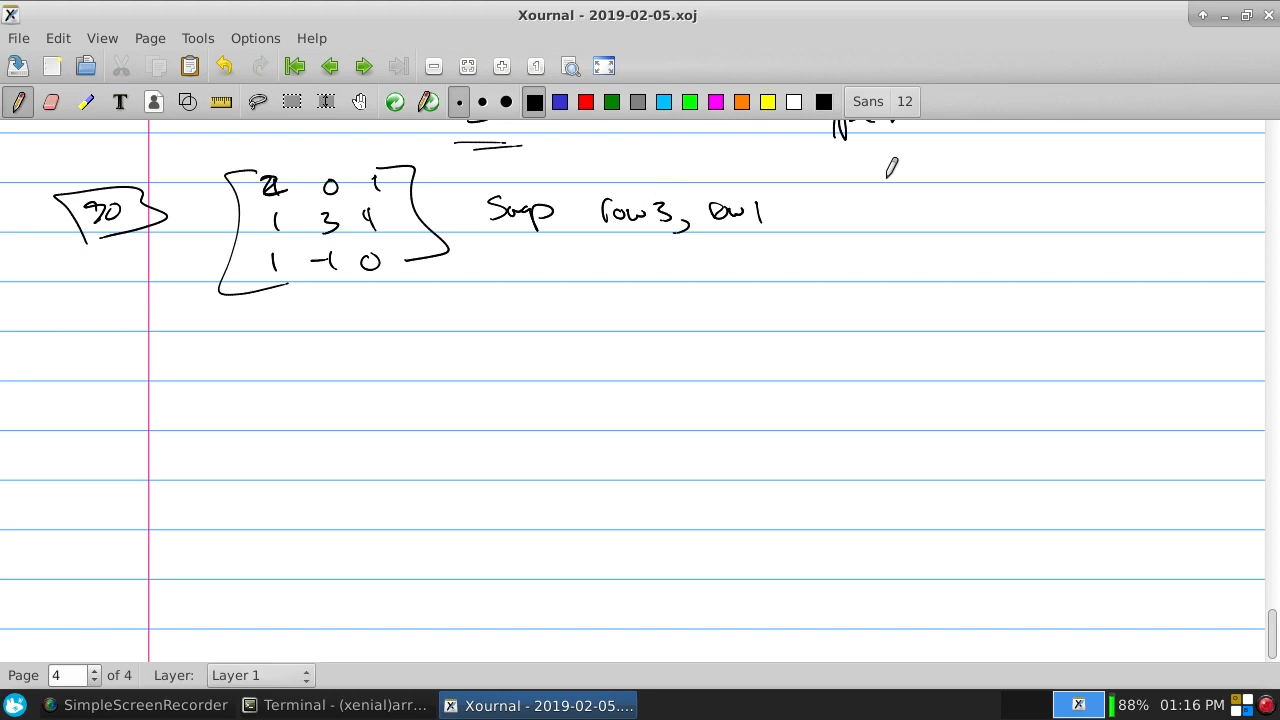 Xournal - 2019-02-05.xoj
File Edit View Page Tools Options Help
Sans 12
90
2 0 1
1 3 4
1 -1 0
Swap row 3, row 1
Page 4 of 4 Layer: Layer 1
SimpleScreenRecorder Terminal - (xenial)arr... Xournal - 2019-02-05.... 88% 01:16 PM